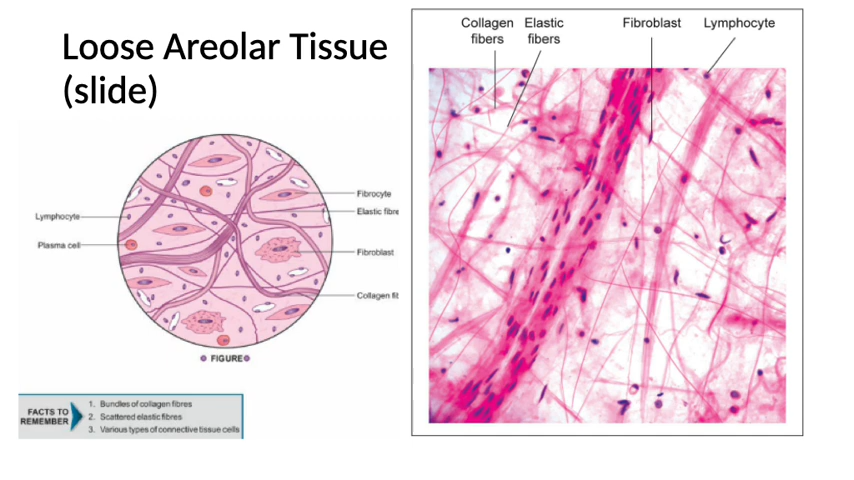 Loose Areolar Tissue
(slide)
Collagen fibers
Elastic fibers
Fibroblast
Lymphocyte
Lymphocyte
Plasma cell
Fibrocyte
Elastic fibre
Fibroblast
Collagen fib
FIGURE
FACTS TO REMEMBER
1. Bundles of collagen fibres
2. Scattered elastic fibres
3. Various types of connective tissue cells